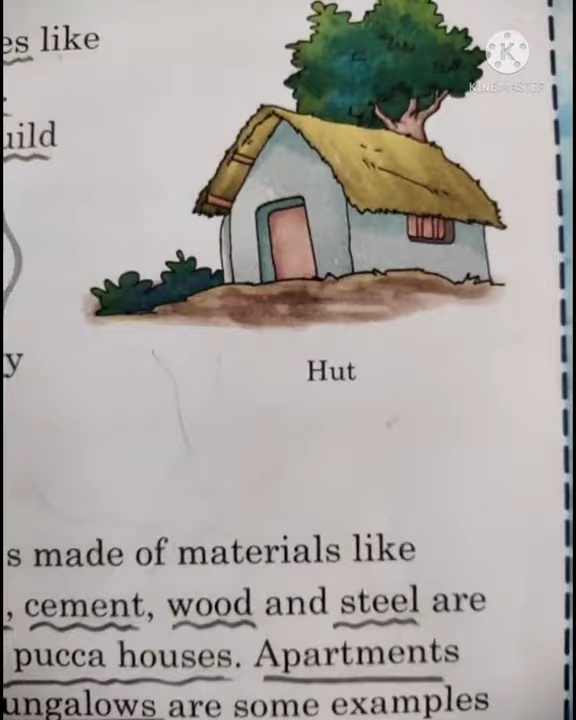 es like
K
KINEMASTER
uild
y
Hut
s made of materials like
, cement, wood and steel are
pucca houses. Apartments
ungalows are some examples